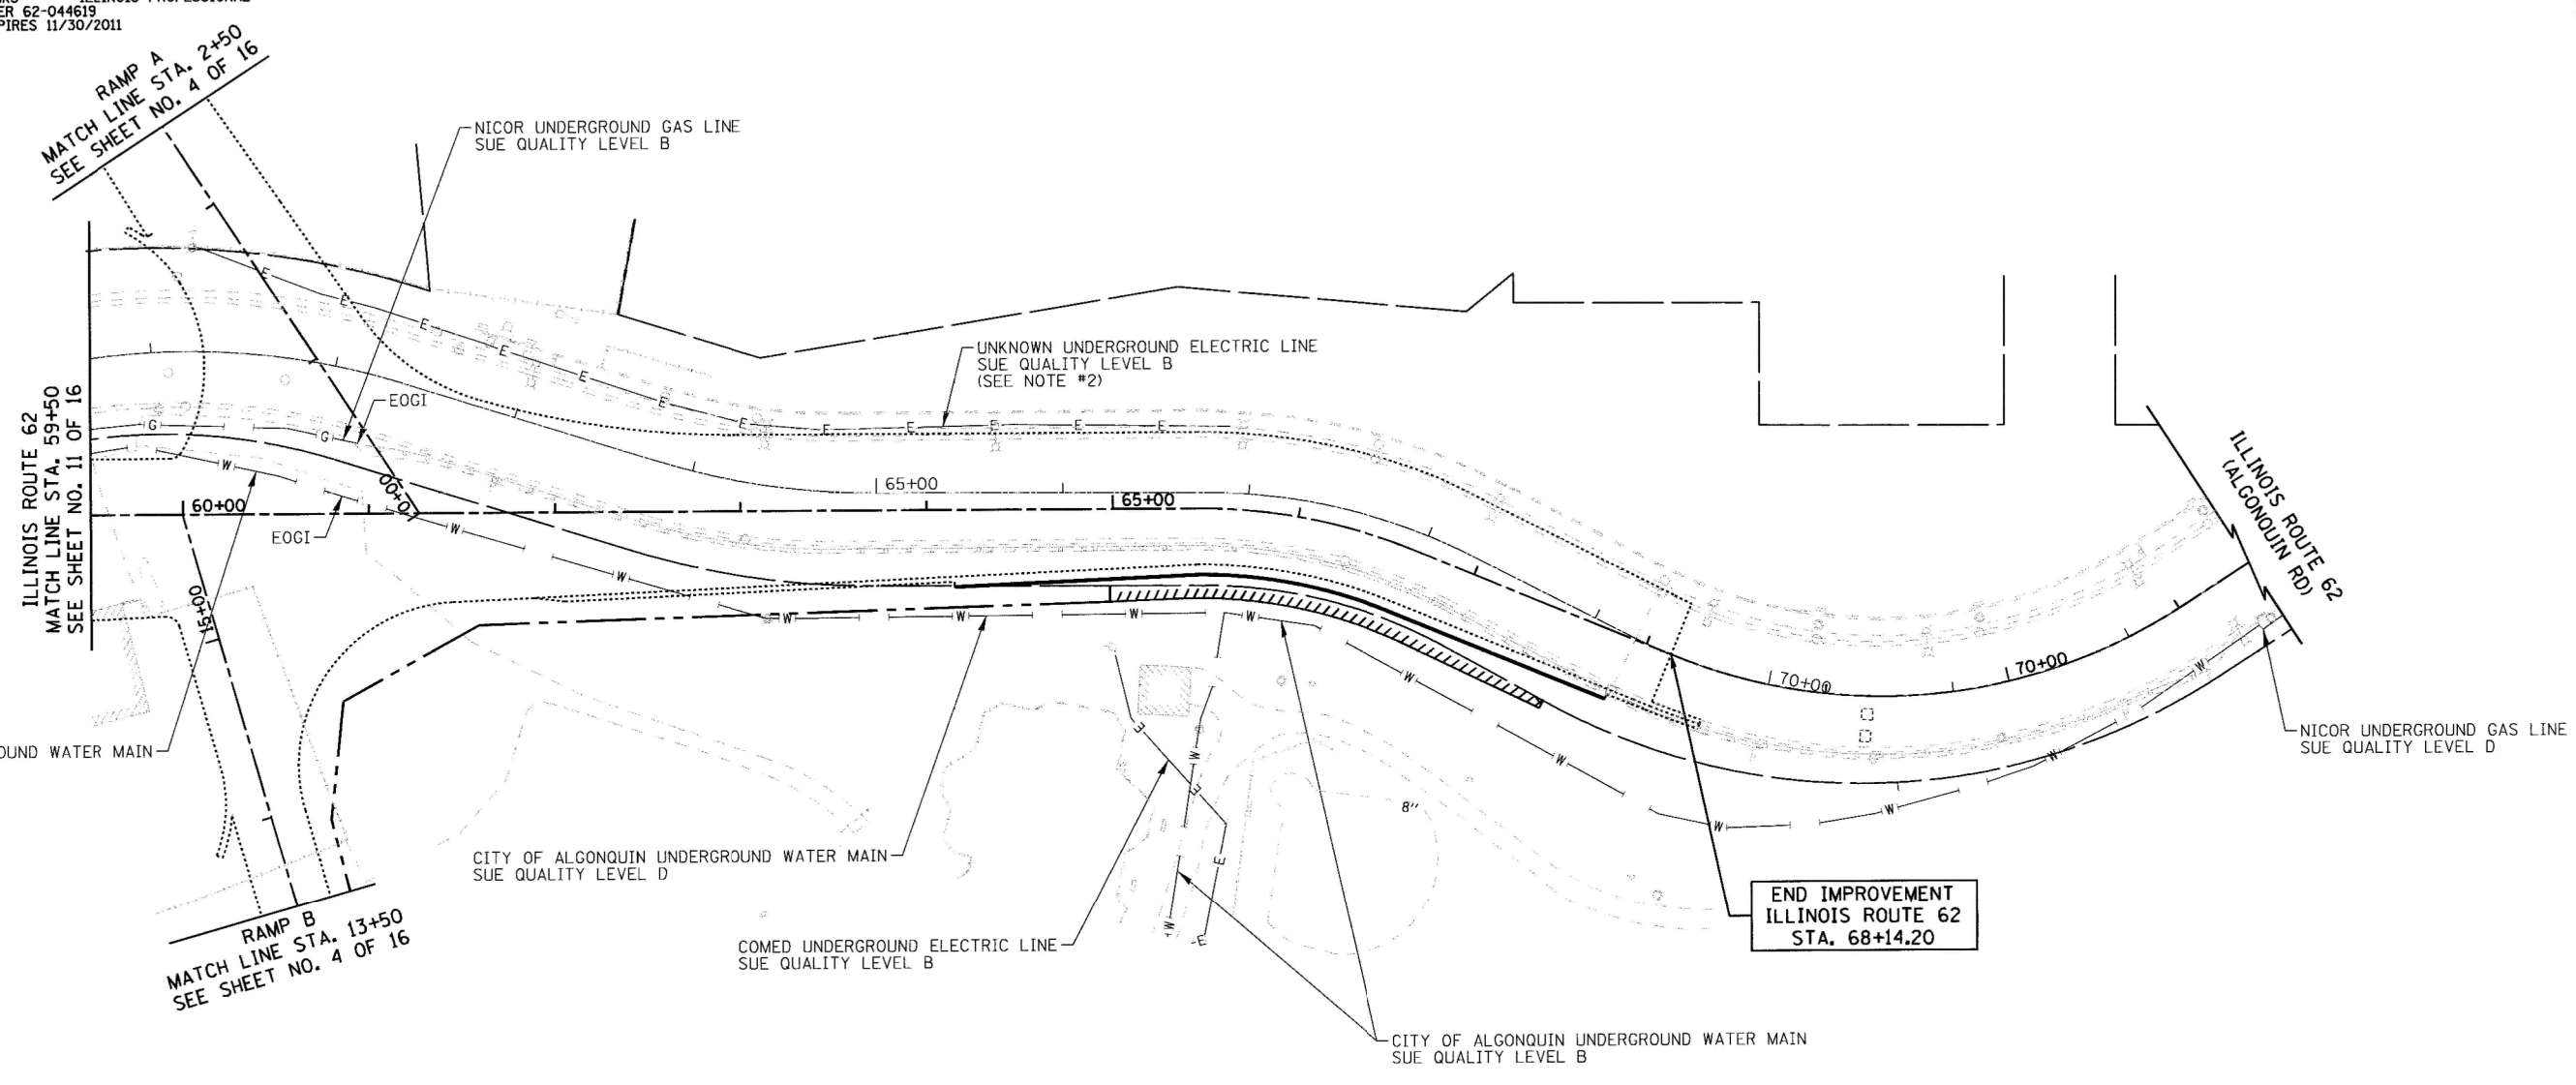 ILLINOIS PROFESSIONAL
ER 62-044619
PIRES 11/30/2011
RAMP A
MATCH LINE STA. 2+50
SEE SHEET NO. 4 OF 16
NICOR UNDERGROUND GAS LINE
SUE QUALITY LEVEL B
UNKNOWN UNDERGROUND ELECTRIC LINE
SUE QUALITY LEVEL B
(SEE NOTE #2)
EOGI
ILLINOIS ROUTE 62
MATCH LINE STA. 59+50
SEE SHEET NO. 11 OF 16
60+00
00+01
65+00
65+00
EOGI
15+00
ILLINOIS ROUTE 62
(ALGONQUIN RD)
70+00
70+00
NICOR UNDERGROUND GAS LINE
SUE QUALITY LEVEL D
OUND WATER MAIN
8"
CITY OF ALGONQUIN UNDERGROUND WATER MAIN
SUE QUALITY LEVEL D
END IMPROVEMENT
ILLINOIS ROUTE 62
STA. 68+14.20
RAMP B
MATCH LINE STA. 13+50
SEE SHEET NO. 4 OF 16
COMED UNDERGROUND ELECTRIC LINE
SUE QUALITY LEVEL B
CITY OF ALGONQUIN UNDERGROUND WATER MAIN
SUE QUALITY LEVEL B